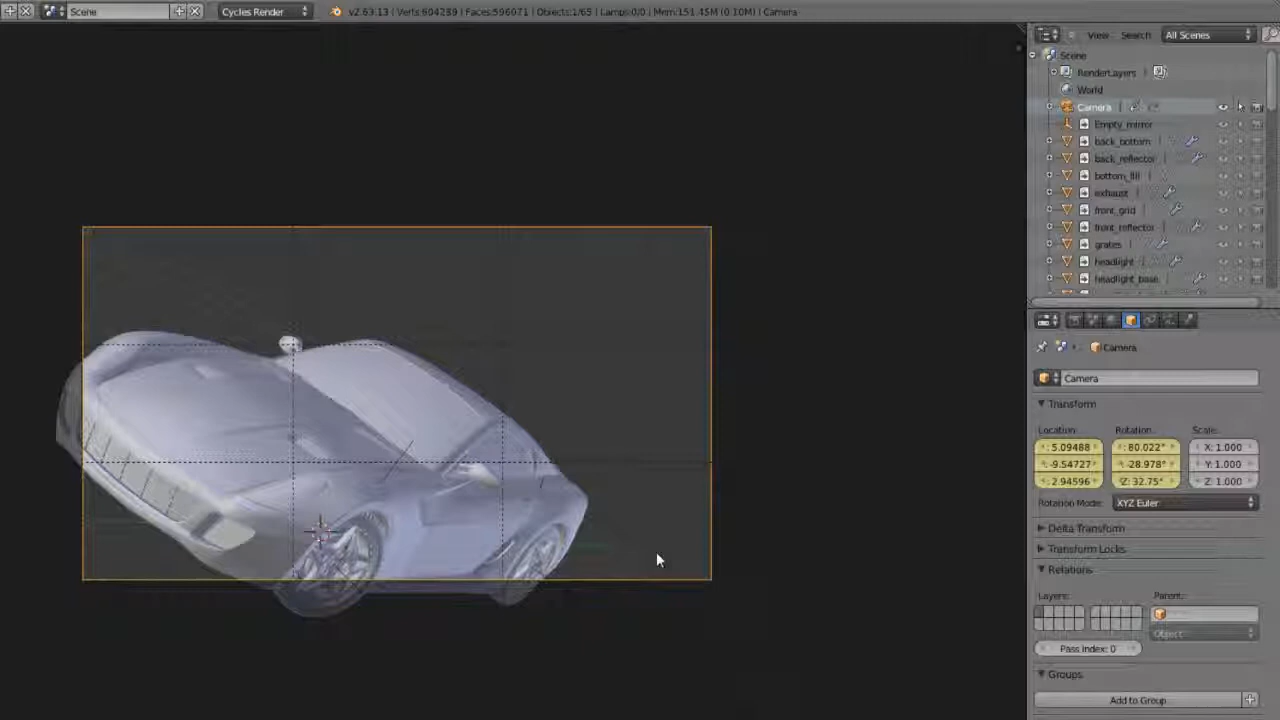 Scene
Cycles Render
v2.63.13 | Verts:604289 | Faces:596071 | Objects:1/65 | Lamps:0/0 | Mem:151.45M (0.10M) | Camera
View Search All Scenes
Scene
RenderLayers
World
Camera
Empty_mirror
back_bottom
back_reflector
bottom_fill
exhaust
front_grid
front_reflector
grates
headlight
headlight_base
Camera
Camera
Transform
Location: Rotation: Scale:
: 5.09488 : 80.022° X: 1.000
: -9.54727 : -28.978° Y: 1.000
: 2.94596 Z: 32.75° Z: 1.000
Rotation Mode: XYZ Euler
Delta Transform
Transform Locks
Relations
Layers: Parent:
Object
Pass Index: 0
Groups
Add to Group